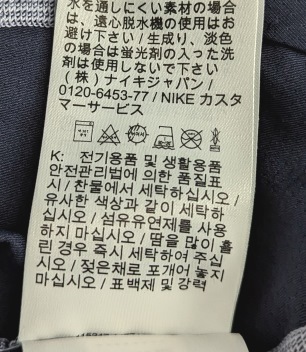 水を通しにくい素材の場合
は、遠心脱水機の使用はお
避け下さい / 生成り、淡色
の場合は蛍光剤の入った洗
剤は使用しないで下さい
/ (株) ナイキジャパン /
0120-6453-77 / NIKE カスタ
マーサービス
K: 전기용품 및 생활용품
안전관리법에 의한 품질표
시 / 찬물에서 세탁하십시오 /
유사한 색상과 같이 세탁하
십시오 / 섬유유연제를 사용
하지 마십시오 / 땀을 많이 흘
린 경우 즉시 세탁하여 주십
시오 / 젖은채로 포개어 놓지
마십시오 / 표백제 및 강력